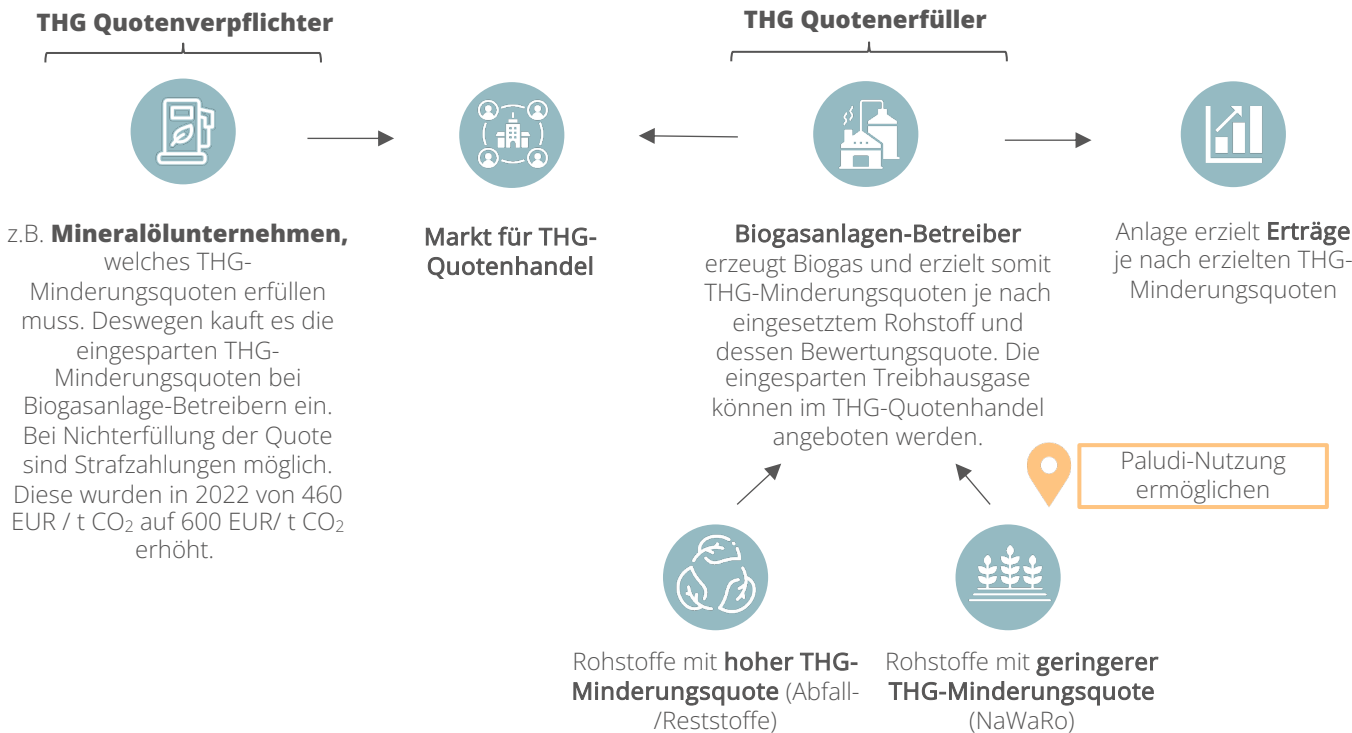 THG Quotenverpflichter
THG Quotenerfüller
z.B. Mineralölunternehmen,
welches THG-
Minderungsquoten erfüllen
muss. Deswegen kauft es die
eingesparten THG-
Minderungsquoten bei
Biogasanlage-Betreibern ein.
Bei Nichterfüllung der Quote
sind Strafzahlungen möglich.
Diese wurden in 2022 von 460
EUR / t CO₂ auf 600 EUR/ t CO₂
erhöht.
Markt für THG-
Quotenhandel
Biogasanlagen-Betreiber
erzeugt Biogas und erzielt somit
THG-Minderungsquoten je nach
eingesetztem Rohstoff und
dessen Bewertungsquote. Die
eingesparten Treibhausgase
können im THG-Quotenhandel
angeboten werden.
Anlage erzielt Erträge
je nach erzielten THG-
Minderungsquoten
Paludi-Nutzung
ermöglichen
Rohstoffe mit hoher THG-
Minderungsquote (Abfall-
/Reststoffe)
Rohstoffe mit geringerer
THG-Minderungsquote
(NaWaRo)